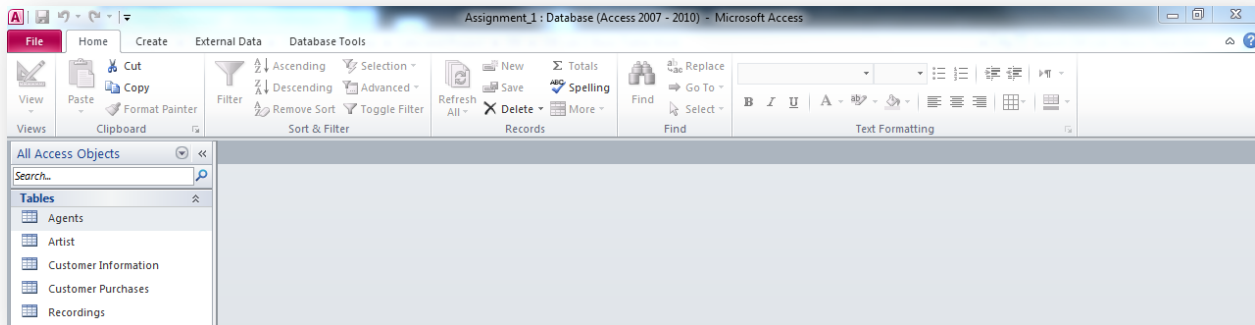 A
Assignment_1 : Database (Access 2007 - 2010) - Microsoft Access
File Home Create External Data Database Tools
View
Views
Paste
Cut
Copy
Format Painter
Clipboard
Filter
Ascending
Descending
Remove Sort
Selection
Advanced
Toggle Filter
Sort & Filter
Refresh
All
New
Save
Delete
Σ Totals
Spelling
More
Records
Find
Replace
Go To
Select
Find
B I U A
Text Formatting
All Access Objects
Search...
Tables
Agents
Artist
Customer Information
Customer Purchases
Recordings